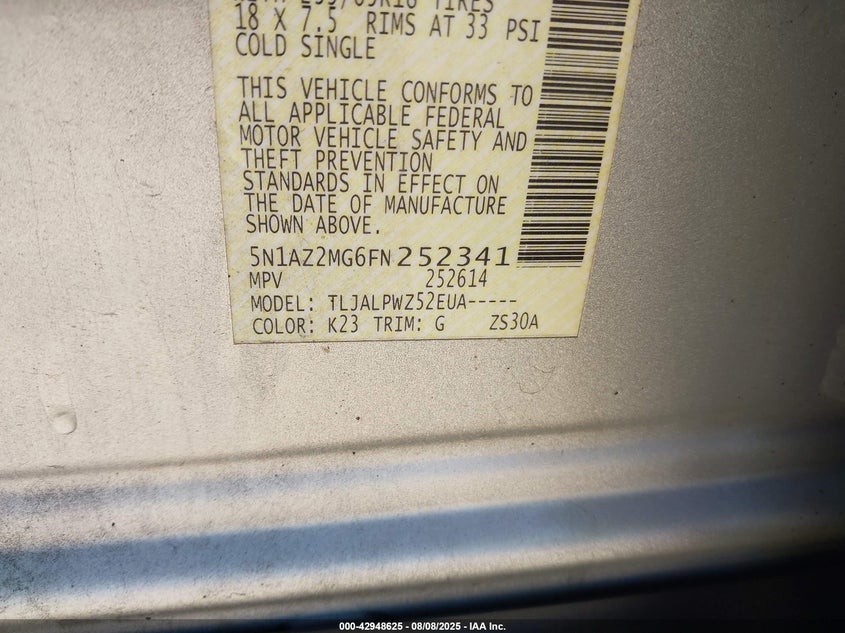 18 X 7.5 RIMS AT 33 PSI
COLD SINGLE
THIS VEHICLE CONFORMS TO
ALL APPLICABLE FEDERAL
MOTOR VEHICLE SAFETY AND
THEFT PREVENTION
STANDARDS IN EFFECT ON
THE DATE OF MANUFACTURE
SHOWN ABOVE.
5N1AZ2MG6FN252341
MPV 252614
MODEL: TLJALPWZ52EUA-----
COLOR: K23 TRIM: G ZS30A
000-42948625 - 08/08/2025 - IAA Inc.